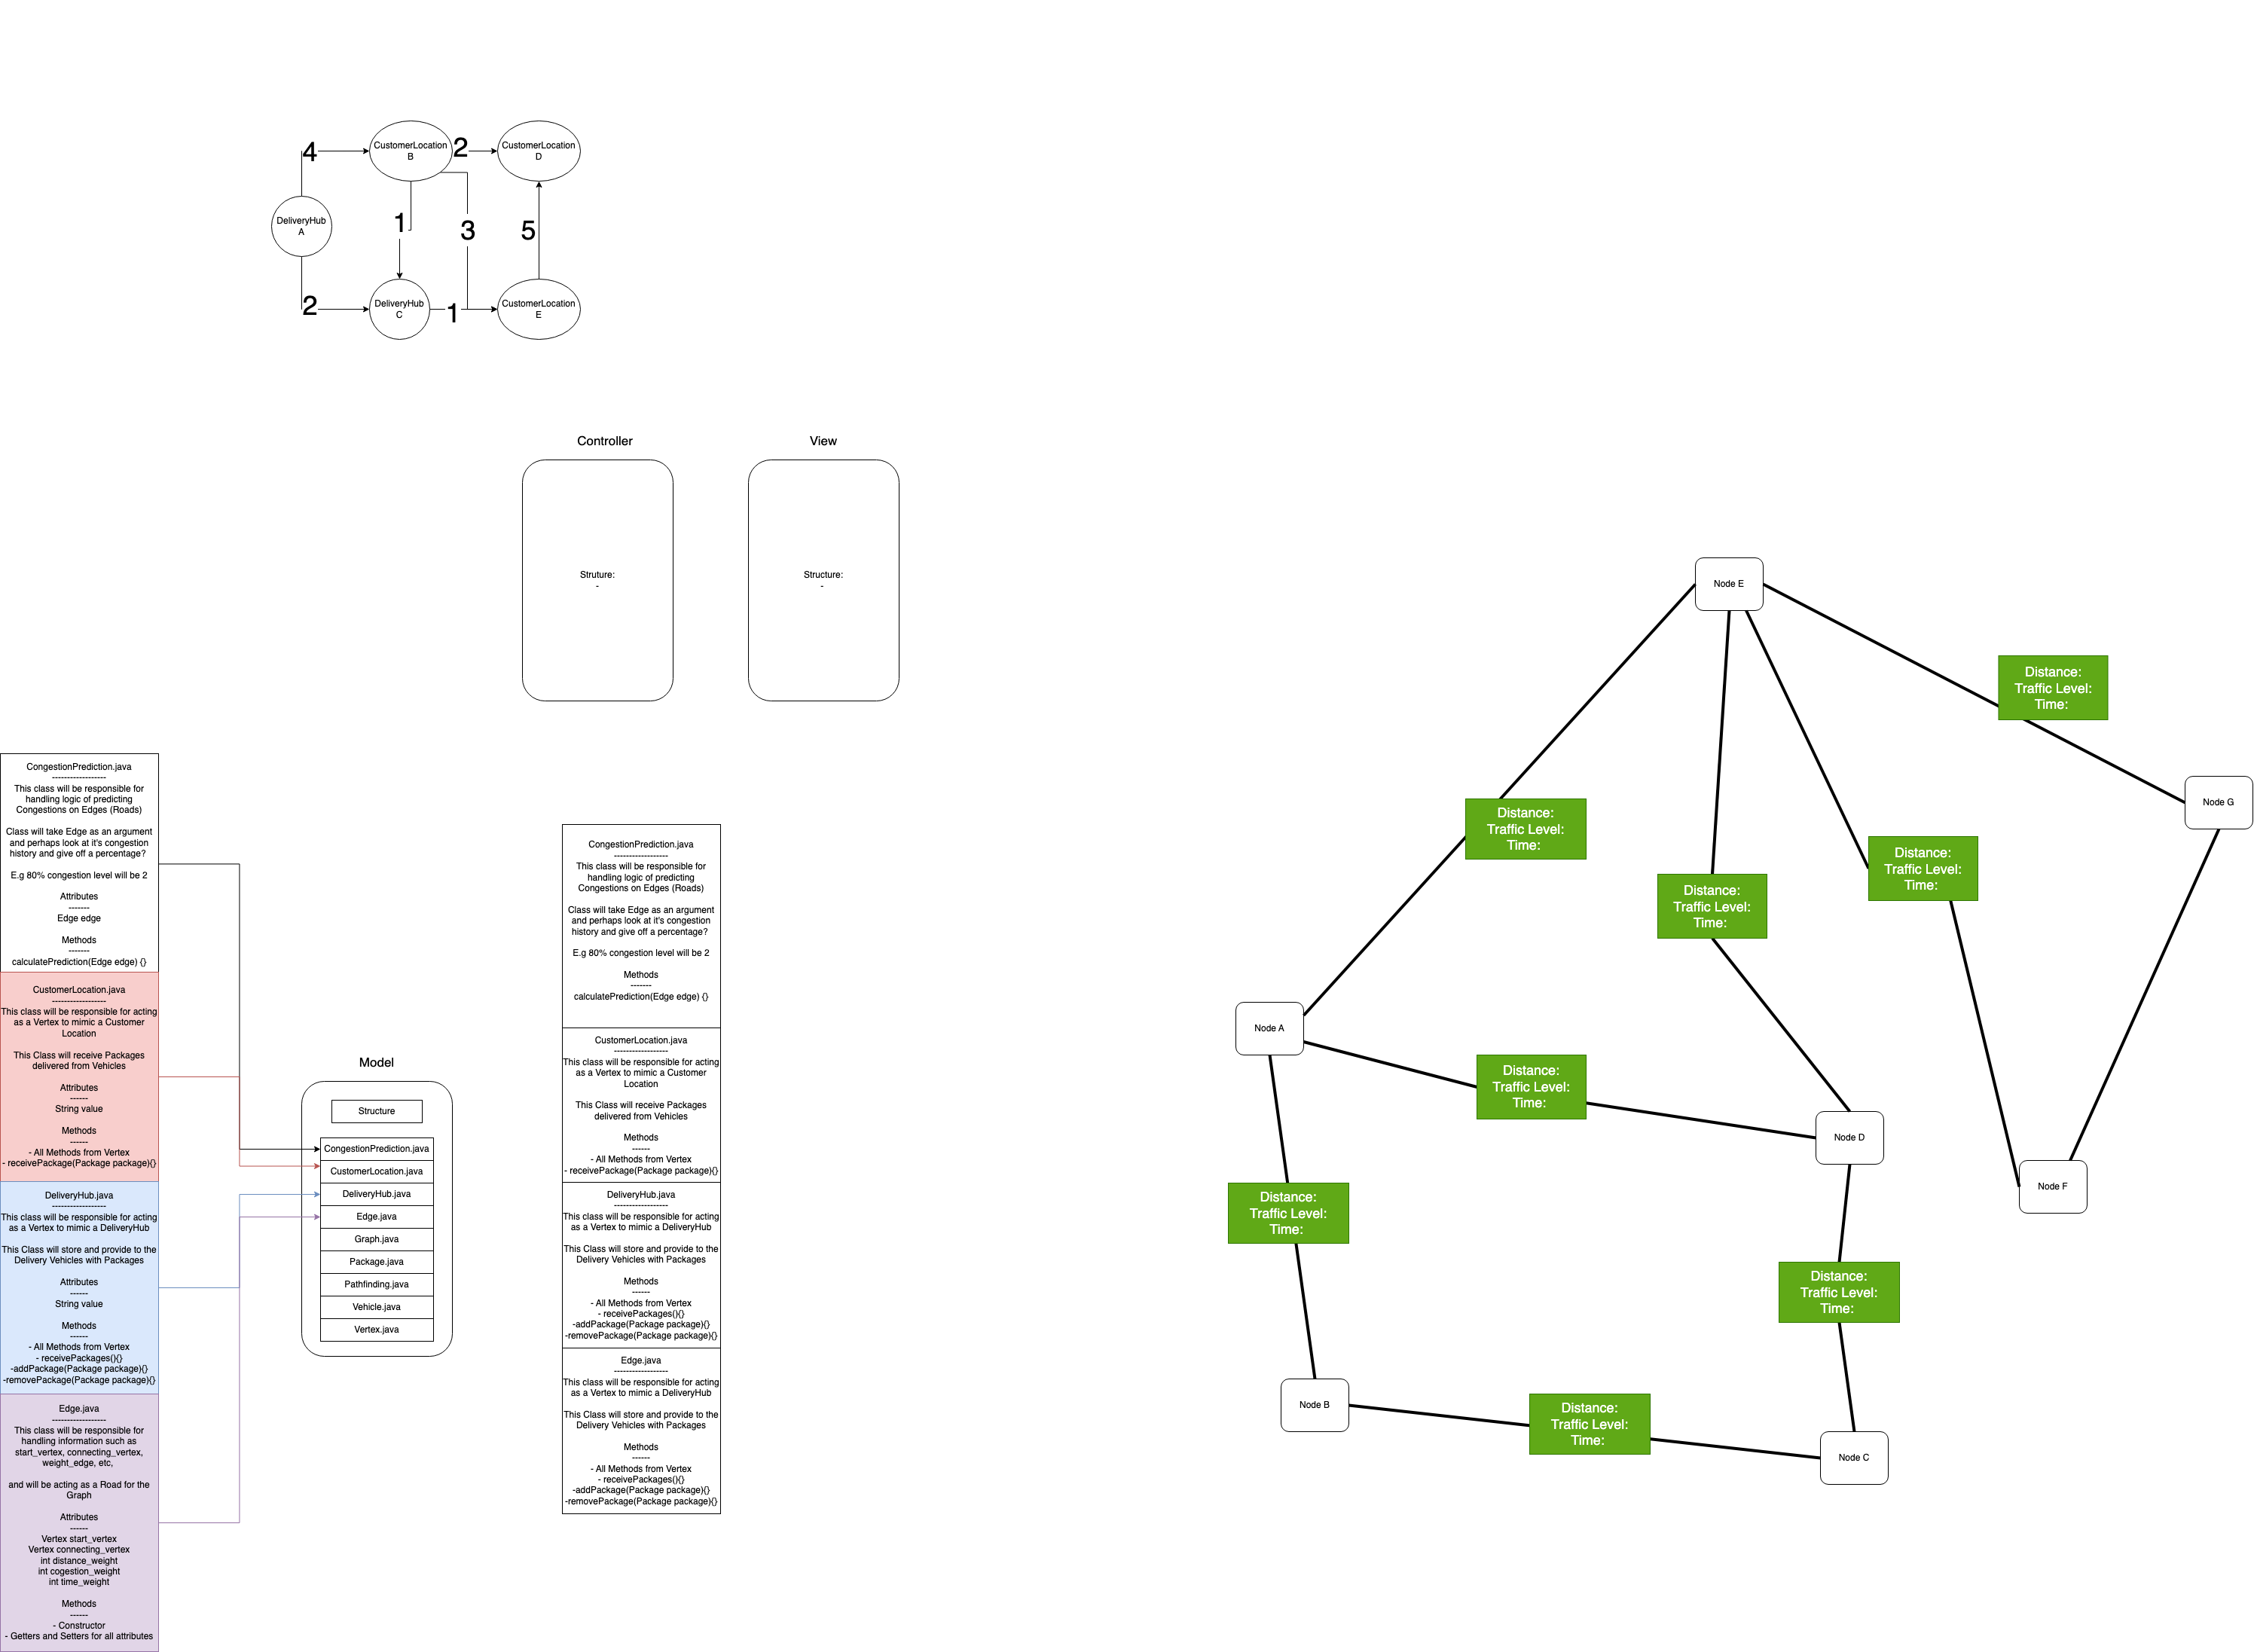 4
CustomerLocation
B
2
CustomerLocation
D
DeliveryHub
A
1
3
5
2
DeliveryHub
C
1
CustomerLocation
E
Controller
View
Struture:
-
Structure:
-
CongestionPrediction.java
------------------
This class will be responsible for
handling logic of predicting
Congestions on Edges (Roads)
Class will take Edge as an argument
and perhaps look at it's congestion
history and give off a percentage?
E.g 80% congestion level will be 2
Attributes
-------
Edge edge
Methods
-------
calculatePrediction(Edge edge) {}
CustomerLocation.java
------------------
This class will be responsible for acting
as a Vertex to mimic a Customer
Location
This Class will receive Packages
delivered from Vehicles
Attributes
------
String value
Methods
------
- All Methods from Vertex
- receivePackage(Package package){}
DeliveryHub.java
------------------
This class will be responsible for acting
as a Vertex to mimic a DeliveryHub
This Class will store and provide to the
Delivery Vehicles with Packages
Attributes
------
String value
Methods
------
- All Methods from Vertex
- receivePackages(){}
-addPackage(Package package){}
-removePackage(Package package){}
Edge.java
------------------
This class will be responsible for
handling information such as
start_vertex, connecting_vertex,
weight_edge, etc,
and will be acting as a Road for the
Graph
Attributes
------
Vertex start_vertex
Vertex connecting_vertex
int distance_weight
int cogestion_weight
int time_weight
Methods
------
- Constructor
- Getters and Setters for all attributes
Model
Structure
CongestionPrediction.java
CustomerLocation.java
DeliveryHub.java
Edge.java
Graph.java
Package.java
Pathfinding.java
Vehicle.java
Vertex.java
CongestionPrediction.java
------------------
This class will be responsible for
handling logic of predicting
Congestions on Edges (Roads)
Class will take Edge as an argument
and perhaps look at it's congestion
history and give off a percentage?
E.g 80% congestion level will be 2
Methods
-------
calculatePrediction(Edge edge) {}
CustomerLocation.java
------------------
This class will be responsible for acting
as a Vertex to mimic a Customer
Location
This Class will receive Packages
delivered from Vehicles
Methods
------
- All Methods from Vertex
- receivePackage(Package package){}
DeliveryHub.java
------------------
This class will be responsible for acting
as a Vertex to mimic a DeliveryHub
This Class will store and provide to the
Delivery Vehicles with Packages
Methods
------
- All Methods from Vertex
- receivePackages(){}
-addPackage(Package package){}
-removePackage(Package package){}
Edge.java
------------------
This class will be responsible for acting
as a Vertex to mimic a DeliveryHub
This Class will store and provide to the
Delivery Vehicles with Packages
Methods
------
- All Methods from Vertex
- receivePackages(){}
-addPackage(Package package){}
-removePackage(Package package){}
Node E
Distance:
Traffic Level:
Time:
Node G
Distance:
Traffic Level:
Time:
Distance:
Traffic Level:
Time:
Distance:
Traffic Level:
Time:
Node A
Distance:
Traffic Level:
Time:
Node D
Node F
Distance:
Traffic Level:
Time:
Distance:
Traffic Level:
Time:
Node B
Distance:
Traffic Level:
Time:
Node C